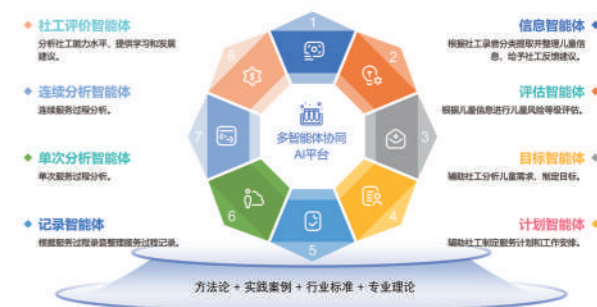 社工评价智能体
分析社工能力水平、提供学习和发展
建议。
连续分析智能体
连续服务过程分析。
单次分析智能体
单次服务过程分析。
记录智能体
根据服务过程录音整理服务过程记录。
1
2
3
4
5
6
7
8
多智能体协同
AI平台
信息智能体
根据社工录音分类提取并整理儿童信
息、给予社工反馈建议。
评估智能体
根据儿童信息进行儿童风险等级评估。
目标智能体
辅助社工分析儿童需求、制定目标。
计划智能体
辅助社工制定服务计划和工作安排。
方法论 + 实践案例 + 行业标准 + 专业理论